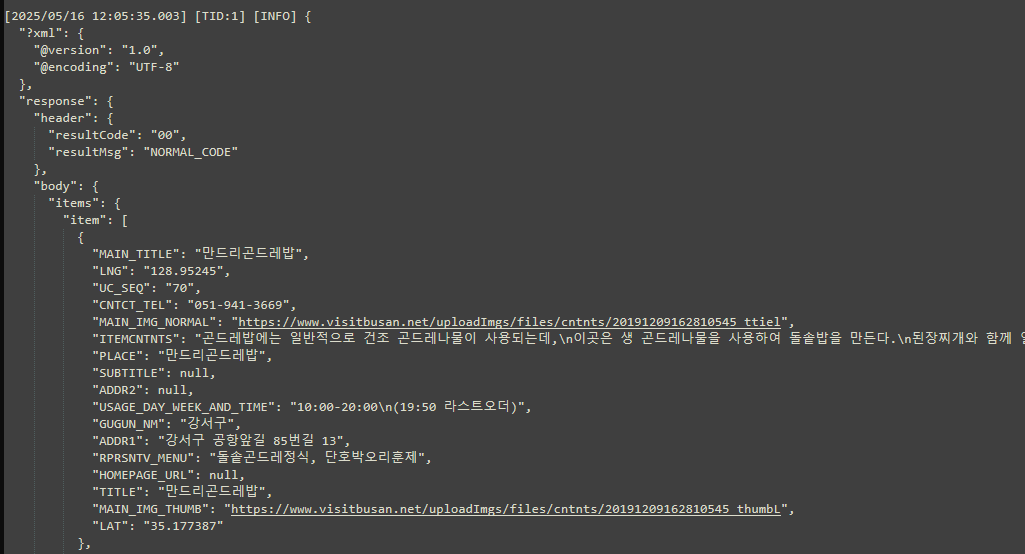 [2025/05/16 12:05:35.003] [TID:1] [INFO] {
"?xml": {
"@version": "1.0",
"@encoding": "UTF-8"
},
"response": {
"header": {
"resultCode": "00",
"resultMsg": "NORMAL_CODE"
},
"body": {
"items": {
"item": [
{
"MAIN_TITLE": "만드리곤드레밥",
"LNG": "128.95245",
"UC_SEQ": "70",
"CNTCT_TEL": "051-941-3669",
"MAIN_IMG_NORMAL": "https://www.visitbusan.net/uploadImgs/files/cntnts/20191209162810545_ttiel",
"ITEMCNTNTS": "곤드레밥에는 일반적으로 건조 곤드레나물이 사용되는데,\n이곳은 생 곤드레나물을 사용하여 돌솥밥을 만든다.\n된장찌개와 함께
"PLACE": "만드리곤드레밥",
"SUBTITLE": null,
"ADDR2": null,
"USAGE_DAY_WEEK_AND_TIME": "10:00-20:00\n(19:50 라스트오더)",
"GUGUN_NM": "강서구",
"ADDR1": "강서구 공항앞길 85번길 13",
"RPRSNTV_MENU": "돌솥곤드레정식, 단호박오리훈제",
"HOMEPAGE_URL": null,
"TITLE": "만드리곤드레밥",
"MAIN_IMG_THUMB": "https://www.visitbusan.net/uploadImgs/files/cntnts/20191209162810545_thumbL",
"LAT": "35.177387"
},